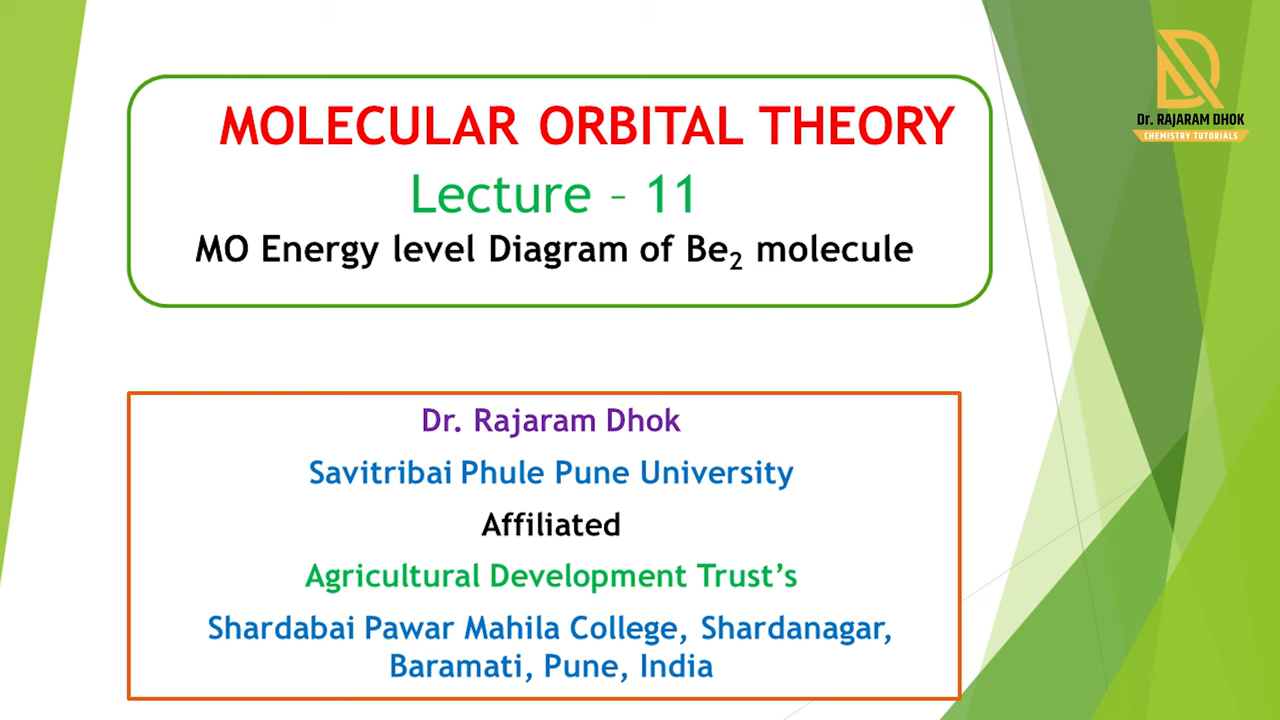 MOLECULAR ORBITAL THEORY
Lecture – 11
MO Energy level Diagram of Be₂ molecule
Dr. RAJARAM DHOK
CHEMISTRY TUTORIALS
Dr. Rajaram Dhok
Savitribai Phule Pune University
Affiliated
Agricultural Development Trust’s
Shardabai Pawar Mahila College, Shardanagar,
Baramati, Pune, India